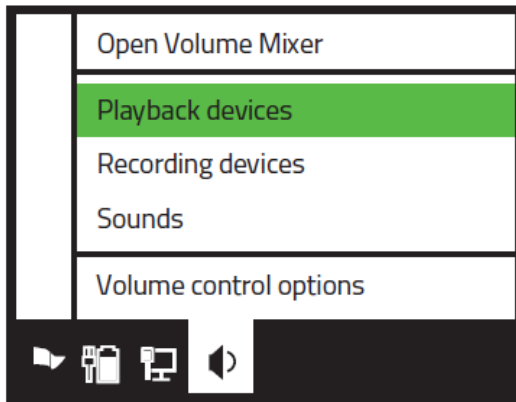 Open Volume Mixer
Playback devices
Recording devices
Sounds
Volume control options